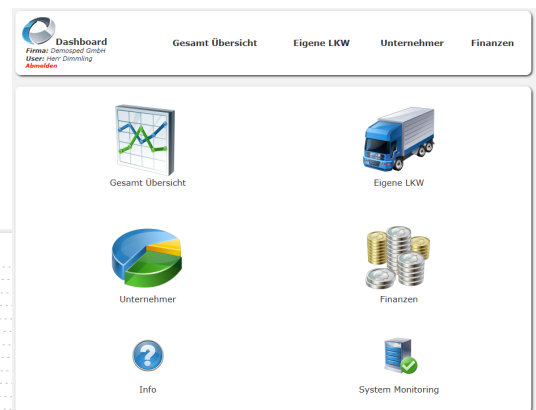 Dashboard
Firma: Demosped GmbH
User: Herr Dimmling
Abmelden
Gesamt Übersicht Eigene LKW Unternehmer Finanzen
Gesamt Übersicht Eigene LKW
Unternehmer Finanzen
Info System Monitoring